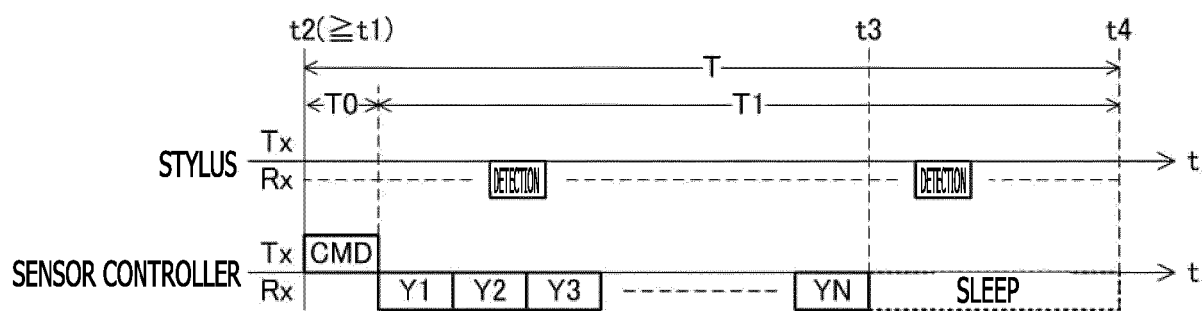 t2(≧t1) t3 t4
T
T0 T1
Tx
STYLUS t
Rx DETECTION DETECTION
Tx CMD
SENSOR CONTROLLER t
Rx Y1 Y2 Y3 YN SLEEP